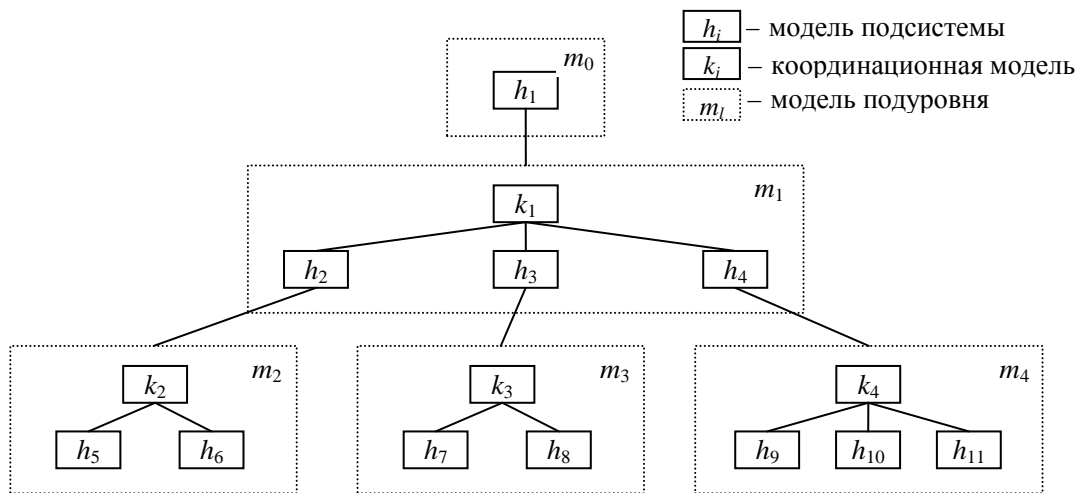 h_i – модель подсистемы
m_0
k_j – координационная модель
h_1
m_l – модель подуровня
m_1
k_1
h_2 h_3 h_4
m_2 m_3 m_4
k_2 k_3 k_4
h_5 h_6 h_7 h_8 h_9 h_10 h_11